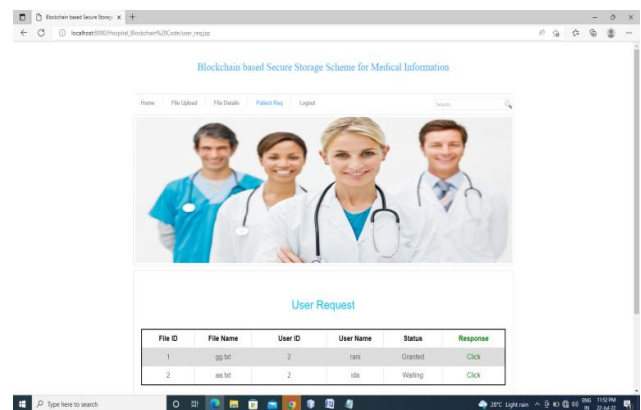 Blockchain based Secure Storag
localhost:8080/Hospital_Blockchain%20Code/user_req.jsp
Blockchain based Secure Storage Scheme for Medical Information
Home File Upload File Details Patient Req Logout Search...
User Request
File ID File Name User ID User Name Status Response
1 gg.txt 2 rani Granted Click
2 aa.txt 2 ida Waiting Click
Type here to search 28°C Light rain ENG 11:52 PM
IN 22-Jul-22